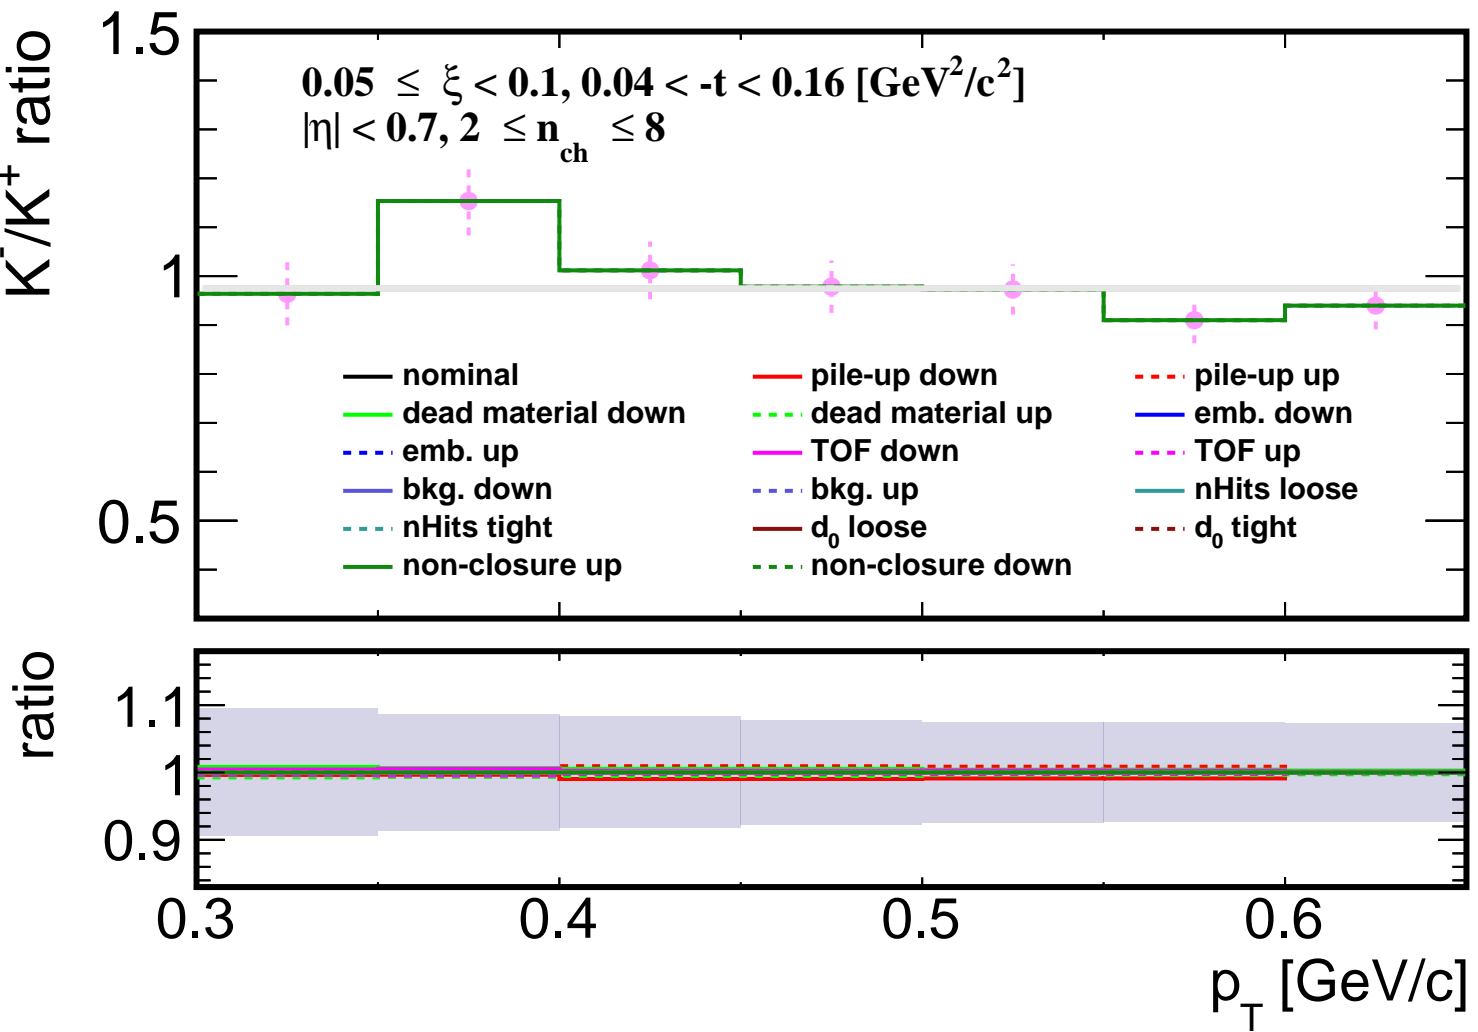 K⁻/K⁺ ratio
1.5
1
0.5
0.05 ≤ ξ < 0.1, 0.04 < -t < 0.16 [GeV²/c²]
|η| < 0.7, 2 ≤ n_ch ≤ 8
nominal
pile-up down
pile-up up
dead material down
dead material up
emb. down
emb. up
TOF down
TOF up
bkg. down
bkg. up
nHits loose
nHits tight
d₀ loose
d₀ tight
non-closure up
non-closure down
ratio
1.1
1
0.9
0.3
0.4
0.5
0.6
p_T [GeV/c]